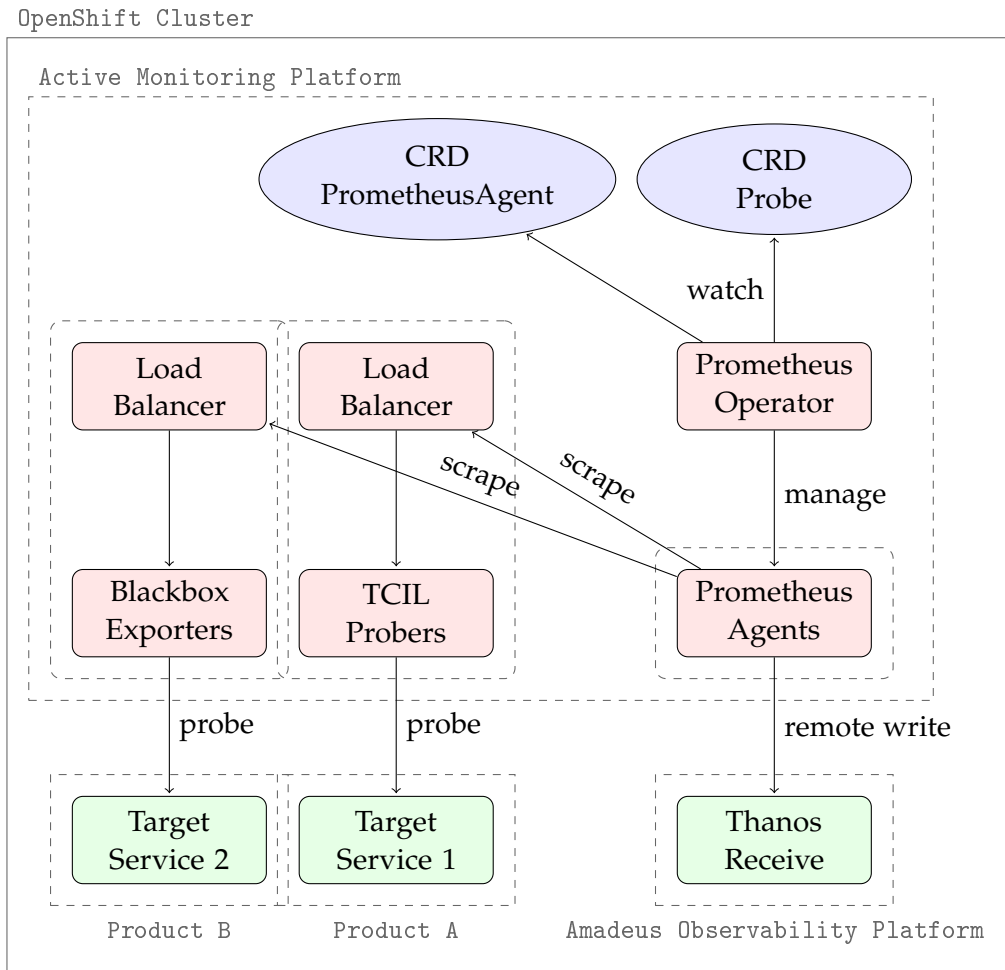 OpenShift Cluster
Active Monitoring Platform
CRD
PrometheusAgent
CRD
Probe
watch
Load
Balancer
Load
Balancer
Prometheus
Operator
scrape
scrape
manage
Blackbox
Exporters
TCIL
Probers
Prometheus
Agents
probe
probe
remote write
Target
Service 2
Target
Service 1
Thanos
Receive
Product B
Product A
Amadeus Observability Platform